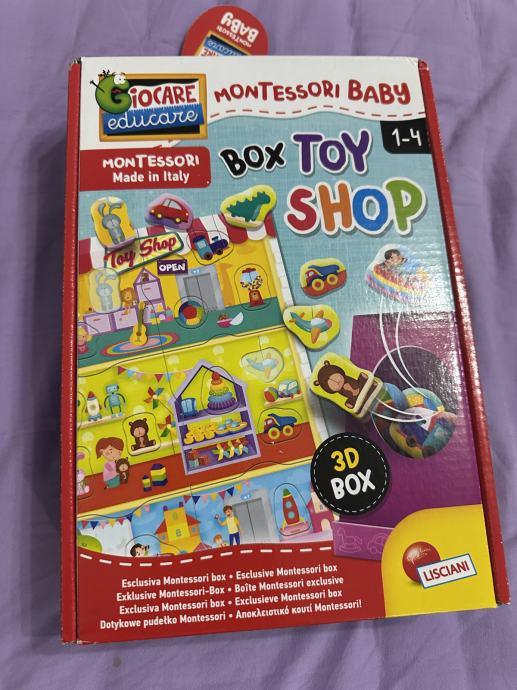 MONTESSORI
BABY
GIOCARE
educare
MONTESSORI BABY
1-4
MONTESSORI
Made in Italy
BOX TOY
SHOP
Toy Shop
OPEN
3D
BOX
LISCIANI
Esclusiva Montessori box • Esclusive Montessori box
Exklusive Montessori-Box • Boîte Montessori exclusive
Exclusiva Montessori box • Exclusieve Montessori box
Dotykowe pudełko Montessori • Αποκλειστικό κουτί Montessori!